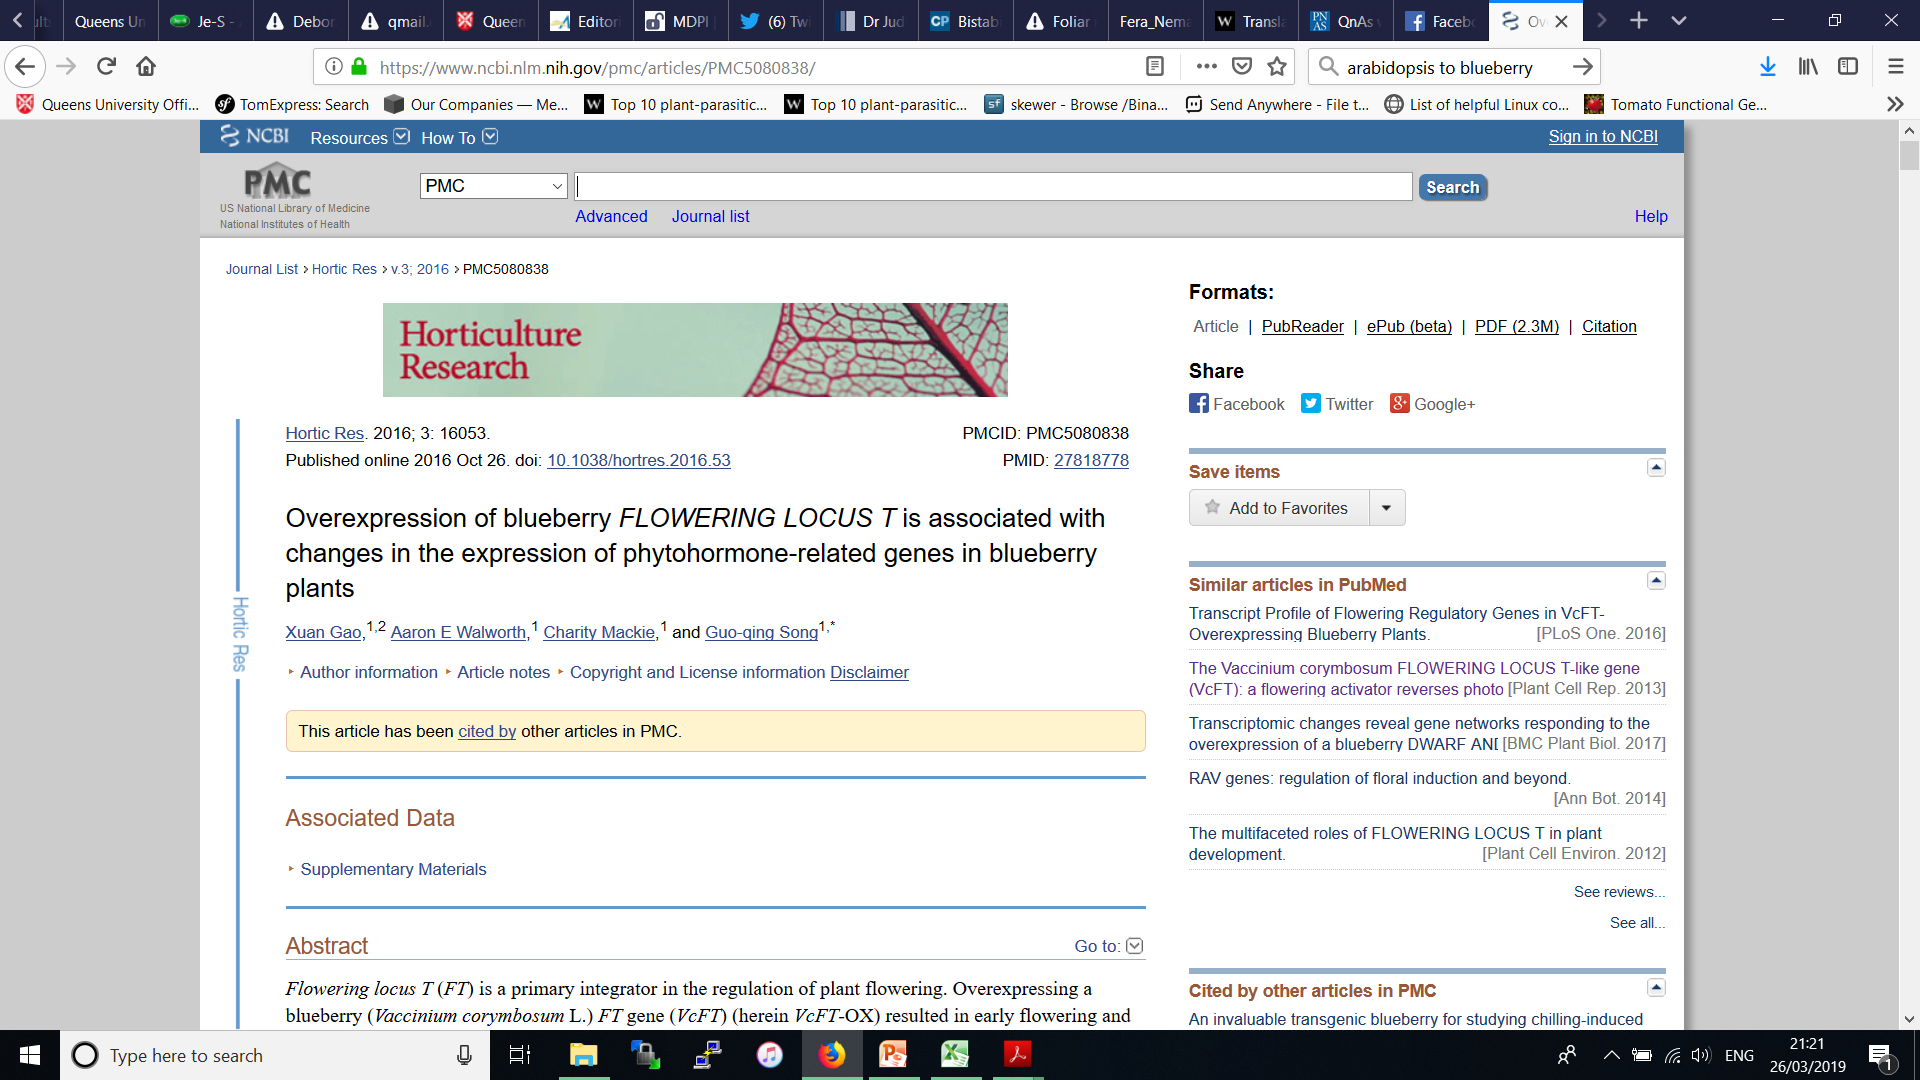 Queens Un
Je-S -
Debor
qmail.
Queen
Editori
MDPI
(6) Twi
Dr Jud
Bistab
Foliar
Fera_Nema
Transla
QnAs v
Facebo
https://www.ncbi.nlm.nih.gov/pmc/articles/PMC5080838/
arabidopsis to blueberry
Queens University Offi... TomExpress: Search Our Companies — Me... Top 10 plant-parasitic... Top 10 plant-parasitic... skewer - Browse /Bina... Send Anywhere - File t... List of helpful Linux co... Tomato Functional Ge...
NCBI Resources How To Sign in to NCBI
PMC
US National Library of Medicine
National Institutes of Health
PMC Search
Advanced Journal list Help
Journal List > Hortic Res > v.3; 2016 > PMC5080838
Horticulture
Research
Hortic Res
Hortic Res. 2016; 3: 16053. PMCID: PMC5080838
Published online 2016 Oct 26. doi: 10.1038/hortres.2016.53 PMID: 27818778
Overexpression of blueberry FLOWERING LOCUS T is associated with
changes in the expression of phytohormone-related genes in blueberry
plants
Xuan Gao,1,2 Aaron E Walworth,1 Charity Mackie,1 and Guo-qing Song1,*
Author information Article notes Copyright and License information Disclaimer
This article has been cited by other articles in PMC.
Associated Data
Supplementary Materials
Abstract Go to:
Flowering locus T (FT) is a primary integrator in the regulation of plant flowering. Overexpressing a
blueberry (Vaccinium corymbosum L.) FT gene (VcFT) (herein VcFT-OX) resulted in early flowering and
Formats:
Article | PubReader | ePub (beta) | PDF (2.3M) | Citation
Share
Facebook Twitter Google+
Save items
Add to Favorites
Similar articles in PubMed
Transcript Profile of Flowering Regulatory Genes in VcFT-
Overexpressing Blueberry Plants. [PLoS One. 2016]
The Vaccinium corymbosum FLOWERING LOCUS T-like gene
(VcFT): a flowering activator reverses photo [Plant Cell Rep. 2013]
Transcriptomic changes reveal gene networks responding to the
overexpression of a blueberry DWARF AND [BMC Plant Biol. 2017]
RAV genes: regulation of floral induction and beyond.
[Ann Bot. 2014]
The multifaceted roles of FLOWERING LOCUS T in plant
development. [Plant Cell Environ. 2012]
See reviews...
See all...
Cited by other articles in PMC
An invaluable transgenic blueberry for studying chilling-induced
Type here to search
ENG
21:21
26/03/2019
1